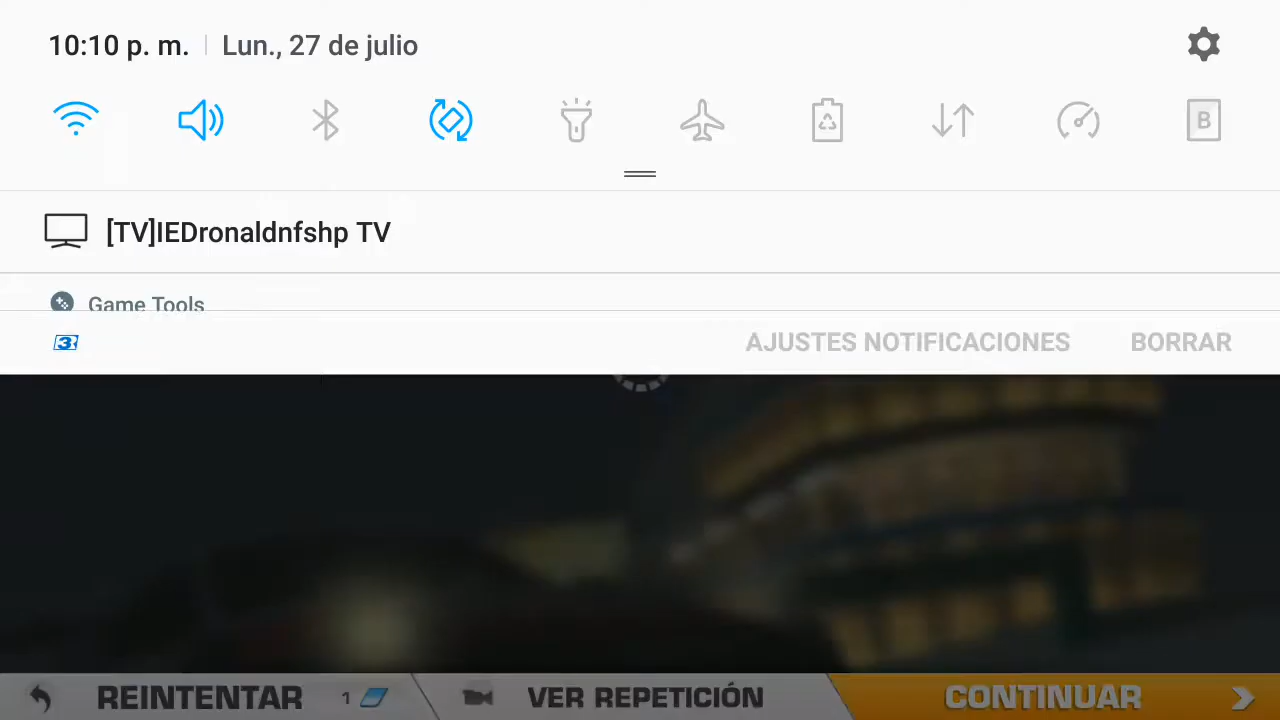 10:10 p. m. Lun., 27 de julio
B
[TV]IEDronaldnfshp TV
Game Tools
3
AJUSTES NOTIFICACIONES BORRAR
REINTENTAR 1 VER REPETICIÓN CONTINUAR